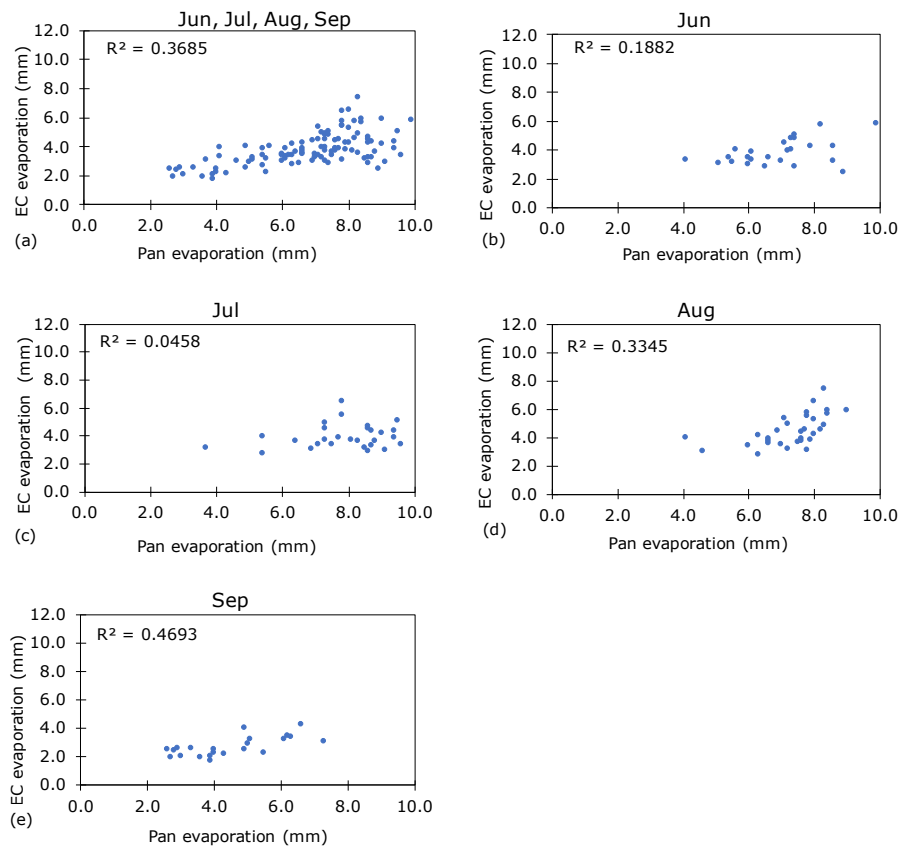 Jun, Jul, Aug, Sep
12.0
10.0
8.0
6.0
4.0
2.0
0.0
R² = 0.3685
EC evaporation (mm)
0.0 2.0 4.0 6.0 8.0 10.0
Pan evaporation (mm)
(a)
Jun
12.0
10.0
8.0
6.0
4.0
2.0
0.0
R² = 0.1882
EC evaporation (mm)
0.0 2.0 4.0 6.0 8.0 10.0
Pan evaporation (mm)
(b)
Jul
12.0
10.0
8.0
6.0
4.0
2.0
0.0
R² = 0.0458
EC evaporation (mm)
0.0 2.0 4.0 6.0 8.0 10.0
Pan evaporation (mm)
(c)
Aug
12.0
10.0
8.0
6.0
4.0
2.0
0.0
R² = 0.3345
EC evaporation (mm)
0.0 2.0 4.0 6.0 8.0 10.0
Pan evaporation (mm)
(d)
Sep
12.0
10.0
8.0
6.0
4.0
2.0
0.0
R² = 0.4693
EC evaporation (mm)
0.0 2.0 4.0 6.0 8.0 10.0
Pan evaporation (mm)
(e)